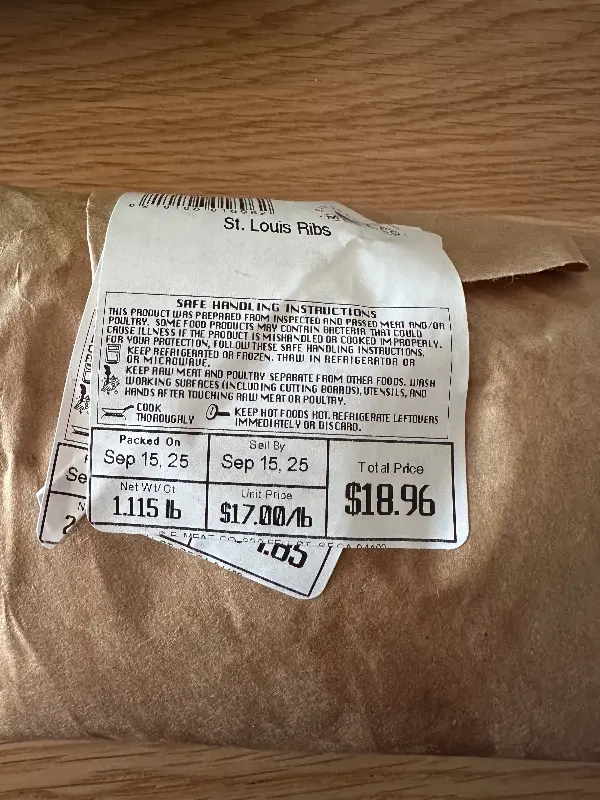 St. Louis Ribs
SAFE HANDLING INSTRUCTIONS
THIS PRODUCT WAS PREPARED FROM INSPECTED AND PASSED MEAT AND/OR
POULTRY. SOME FOOD PRODUCTS MAY CONTAIN BACTERIA THAT COULD
CAUSE ILLNESS IF THE PRODUCT IS MISHANDLED OR COOKED IMPROPERLY.
FOR YOUR PROTECTION, FOLLOW THESE SAFE HANDLING INSTRUCTIONS.
KEEP REFRIGERATED OR FROZEN. THAW IN REFRIGERATOR OR
OR MICROWAVE.
KEEP RAW MEAT AND POULTRY SEPARATE FROM OTHER FOODS. WASH
WORKING SURFACES (INCLUDING CUTTING BOARDS), UTENSILS, AND
HANDS AFTER TOUCHING RAW MEAT OR POULTRY.
COOK
THOROUGHLY
KEEP HOT FOODS HOT. REFRIGERATE LEFTOVERS
IMMEDIATELY OR DISCARD.
Packed On
Sep 15, 25
Sell By
Sep 15, 25
Total Price
$18.96
Net Wt/Ct
1.115 lb
Unit Price
$17.00/lb
Se
2